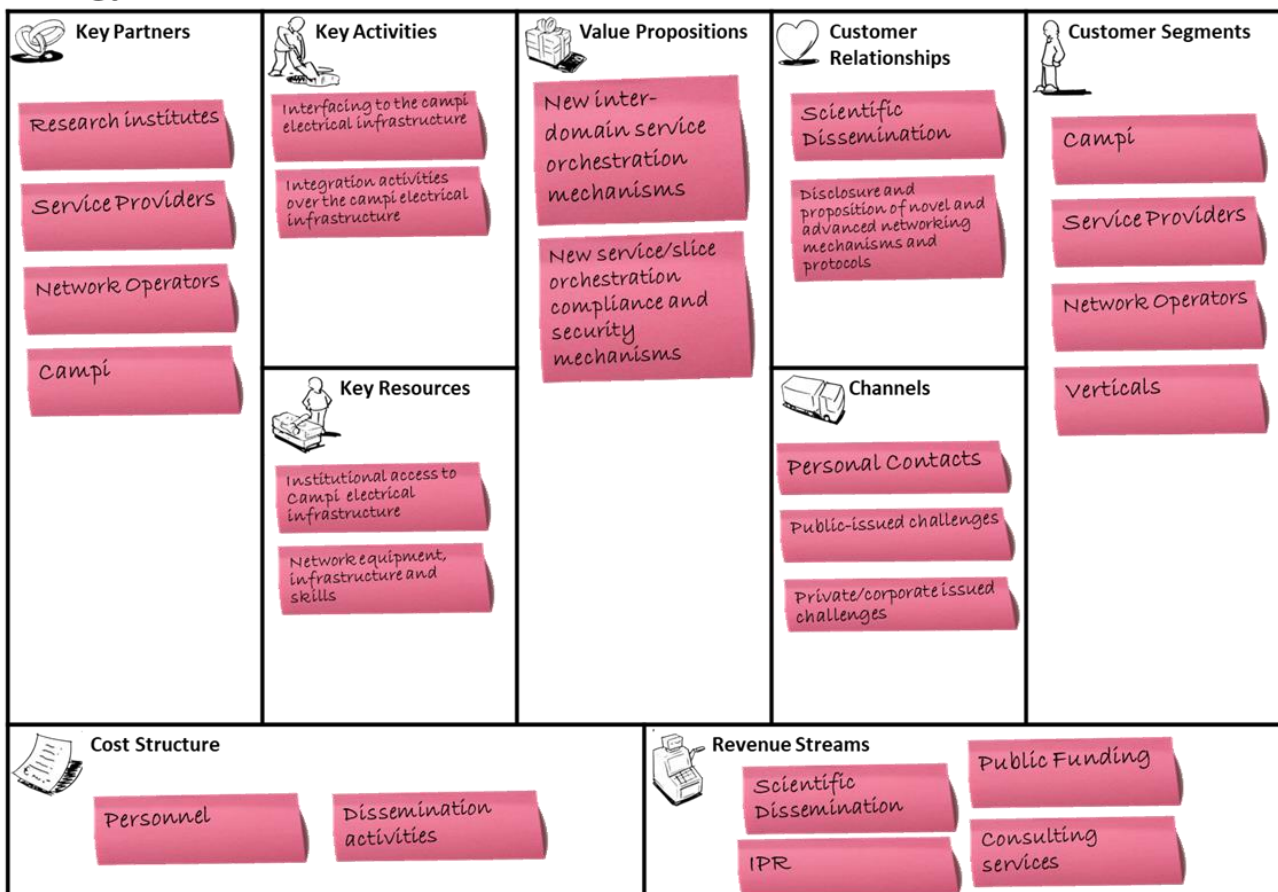 Key Partners
Research institutes
Service Providers
Network Operators
Campi
Key Activities
Interfacing to the campi
electrical infrastructure
Integration activities
over the campi electrical
infrastructure
Key Resources
Institutional access to
Campi electrical
infrastructure
Network equipment,
infrastructure and
skills
Value Propositions
New inter-
domain service
orchestration
mechanisms
New service/slice
orchestration
compliance and
security
mechanisms
Customer
Relationships
Scientific
Dissemination
Disclosure and
proposition of novel and
advanced networking
mechanisms and
protocols
Channels
Personal Contacts
Public-issued challenges
Private/corporate issued
challenges
Customer Segments
Campi
Service Providers
Network Operators
Verticals
Cost Structure
Personnel
Dissemination
activities
Revenue Streams
Scientific
Dissemination
IPR
Public Funding
Consulting
services